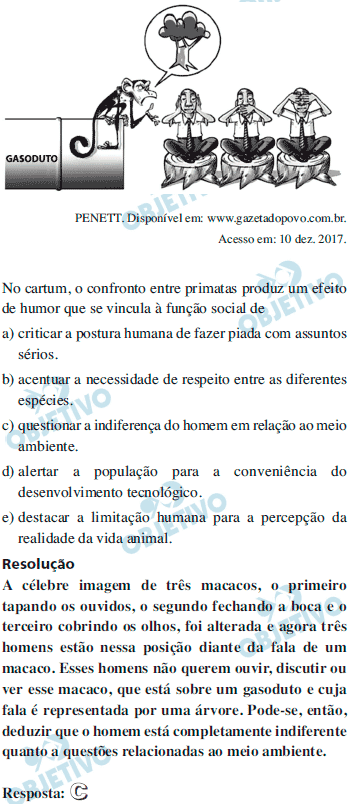 GASODUTO
PENETT. Disponível em: www.gazetadopovo.com.br.
Acesso em: 10 dez. 2017.
No cartum, o confronto entre primatas produz um efeito
de humor que se vincula à função social de
a) criticar a postura humana de fazer piada com assuntos
sérios.
b) acentuar a necessidade de respeito entre as diferentes
espécies.
c) questionar a indiferença do homem em relação ao meio
ambiente.
d) alertar a população para a conveniência do
desenvolvimento tecnológico.
e) destacar a limitação humana para a percepção da
realidade da vida animal.
Resolução
A célebre imagem de três macacos, o primeiro
tapando os ouvidos, o segundo fechando a boca e o
terceiro cobrindo os olhos, foi alterada e agora três
homens estão nessa posição diante da fala de um
macaco. Esses homens não querem ouvir, discutir ou
ver esse macaco, que está sobre um gasoduto e cuja
fala é representada por uma árvore. Pode-se, então,
deduzir que o homem está completamente indiferente
quanto a questões relacionadas ao meio ambiente.
Resposta: C
OBJETIVO
OBJETIVO
OBJETIVO
OBJETIVO
OBJETIVO
OBJETIVO
OBJETIVO